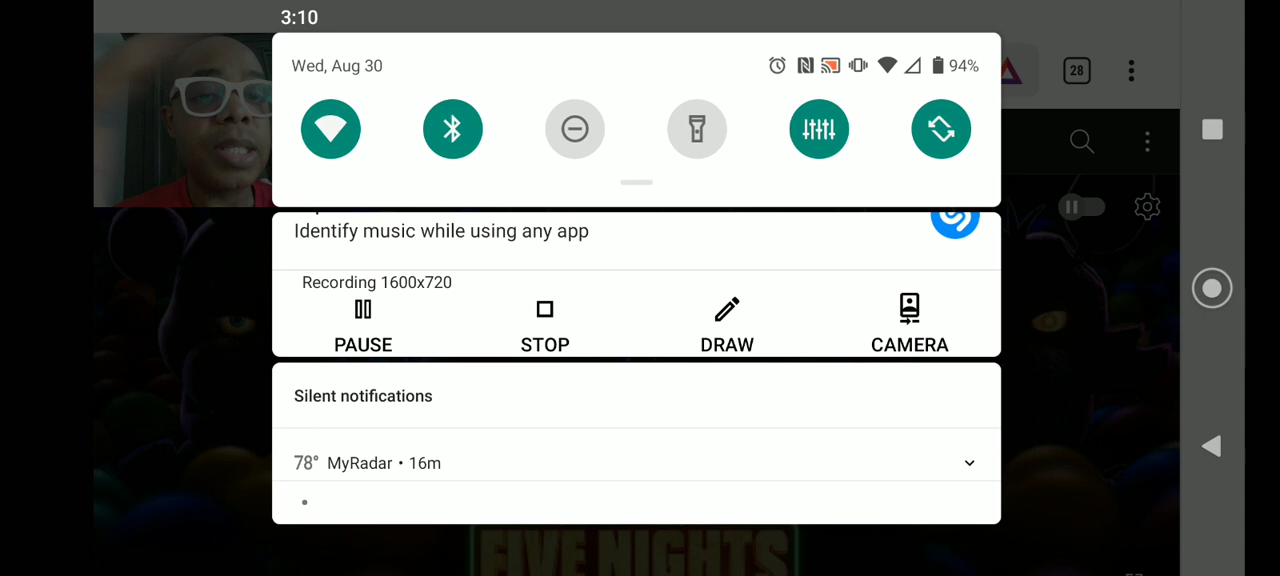 3:10
Wed, Aug 30
94%
28
Identify music while using any app
Recording 1600x720
PAUSE
STOP
DRAW
CAMERA
Silent notifications
78° MyRadar • 16m
FIVE NIGHTS